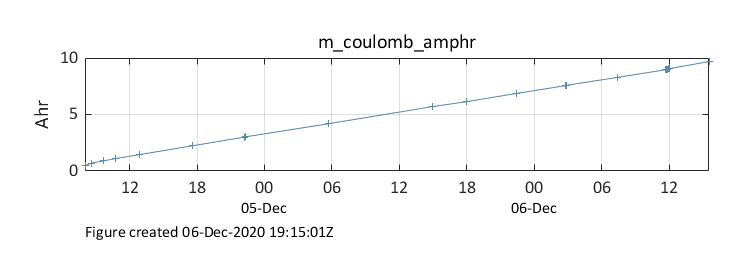 m_coulomb_amphr
10
5
0
Ahr
12 18 00 06 12 18 00 06 12
05-Dec 06-Dec
Figure created 06-Dec-2020 19:15:01Z